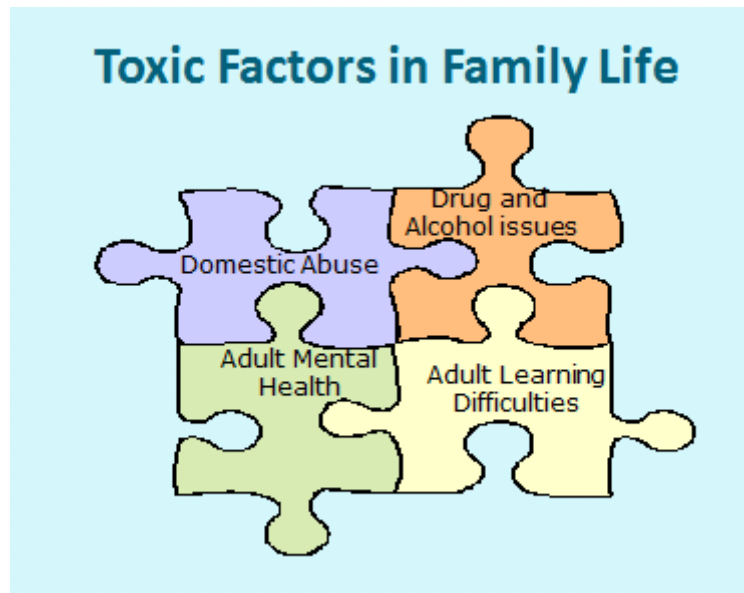 Toxic Factors in Family Life
Domestic Abuse
Drug and
Alcohol issues
Adult Mental
Health
Adult Learning
Difficulties